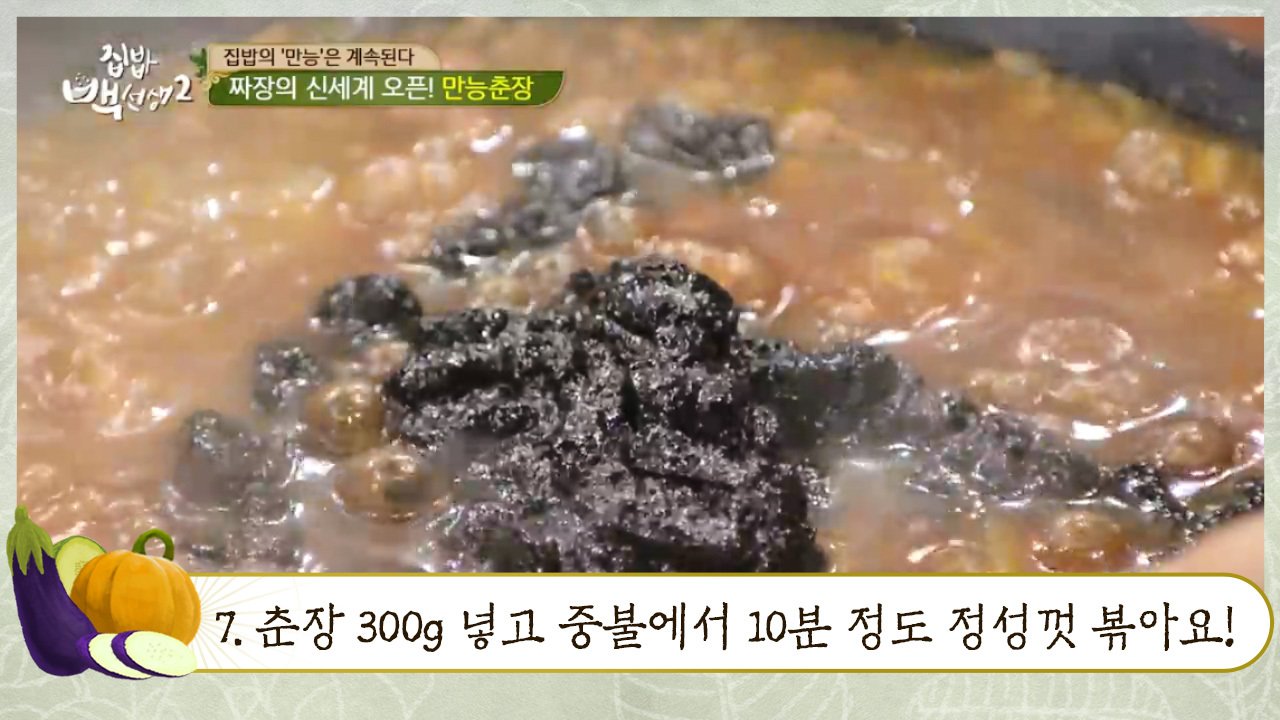 집밥
백선생2
집밥의 '만능'은 계속된다
짜장의 신세계 오픈! 만능춘장
7. 춘장 300g 넣고 중불에서 10분 정도 정성껏 볶아요!